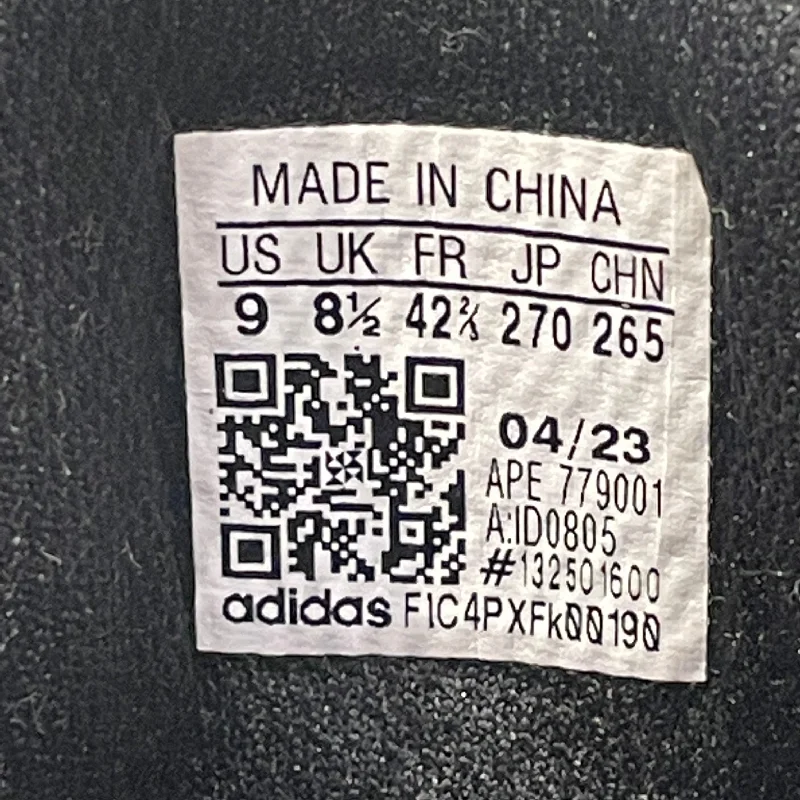 MADE IN CHINA
US UK FR JP CHN
9 8½ 42⅔ 270 265
04/23
APE 779001
A:ID0805
#132501600
adidas F1C4PXFk00190